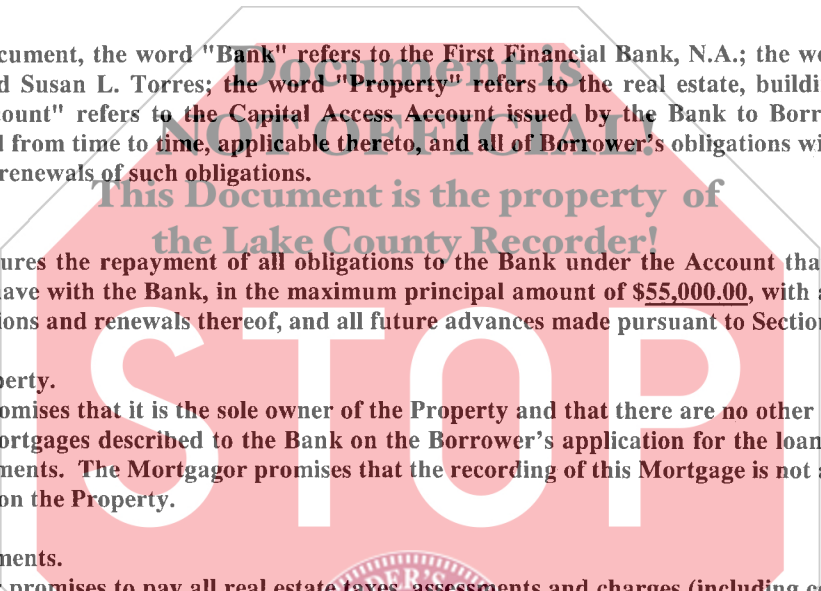 cument, the word "Bank" refers to the First Financial Bank, N.A.; the wo
Document is
d Susan L. Torres; the word "Property" refers to the real estate, buildi
ount" refers to the Capital Access Account issued by the Bank to Borr
NOT OFFICIAL!
l from time to time, applicable thereto, and all of Borrower's obligations wi
renewals of such obligations.
This Document is the property of
the Lake County Recorder!
ures the repayment of all obligations to the Bank under the Account tha
ave with the Bank, in the maximum principal amount of $55,000.00, with a
ions and renewals thereof, and all future advances made pursuant to Section
STOP
perty.
omises that it is the sole owner of the Property and that there are no other
ortgages described to the Bank on the Borrower's application for the loan
ments. The Mortgagor promises that the recording of this Mortgage is not a
on the Property.
ments.
promises to pay all real estate taxes, assessments and charges (including co
DER'S